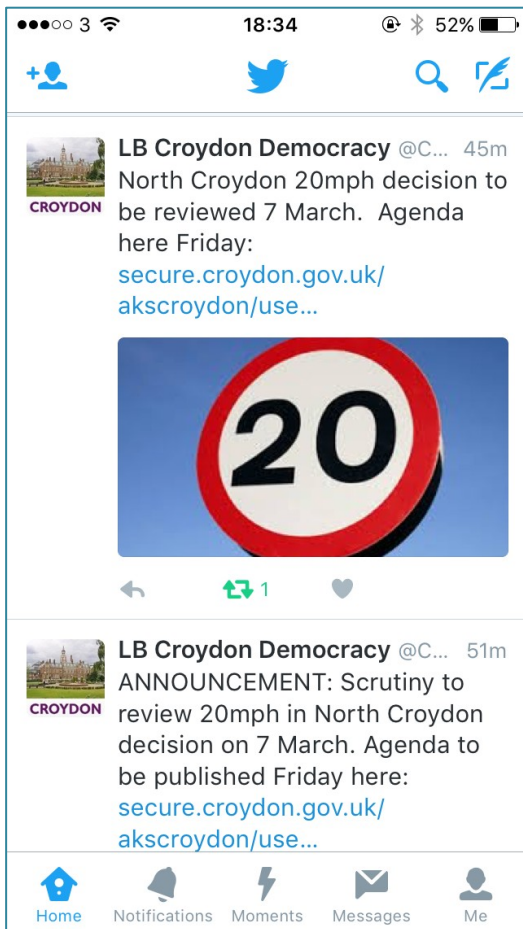 3 18:34 52%
LB Croydon Democracy @C... 45m
CROYDON
North Croydon 20mph decision to
be reviewed 7 March. Agenda
here Friday:
secure.croydon.gov.uk/
akscroydon/use...
20
1
LB Croydon Democracy @C... 51m
CROYDON
ANNOUNCEMENT: Scrutiny to
review 20mph in North Croydon
decision on 7 March. Agenda to
be published Friday here:
secure.croydon.gov.uk/
akscroydon/use...
Home Notifications Moments Messages Me